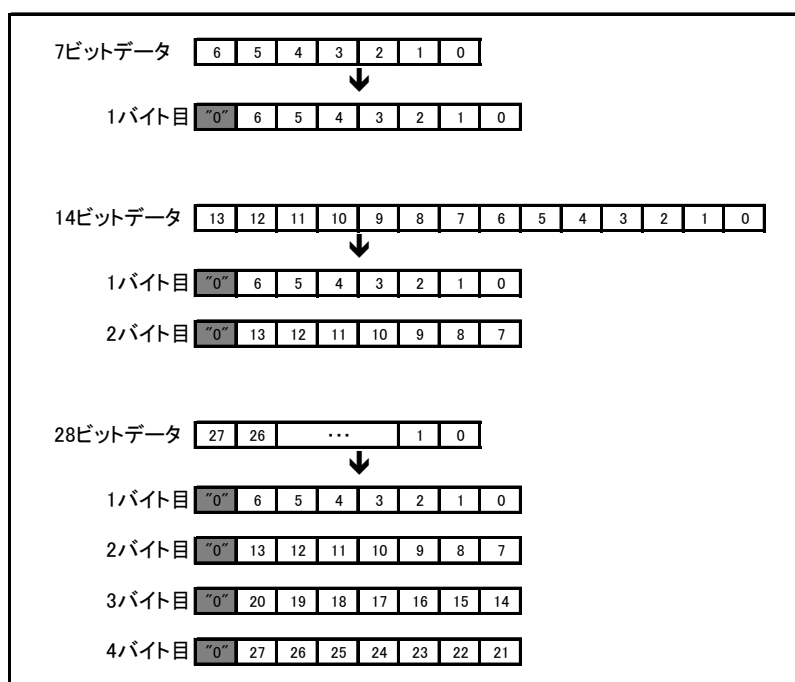 7ビットデータ 6 5 4 3 2 1 0
1バイト目 "0" 6 5 4 3 2 1 0
14ビットデータ 13 12 11 10 9 8 7 6 5 4 3 2 1 0
1バイト目 "0" 6 5 4 3 2 1 0
2バイト目 "0" 13 12 11 10 9 8 7
28ビットデータ 27 26 ・・・ 1 0
1バイト目 "0" 6 5 4 3 2 1 0
2バイト目 "0" 13 12 11 10 9 8 7
3バイト目 "0" 20 19 18 17 16 15 14
4バイト目 "0" 27 26 25 24 23 22 21